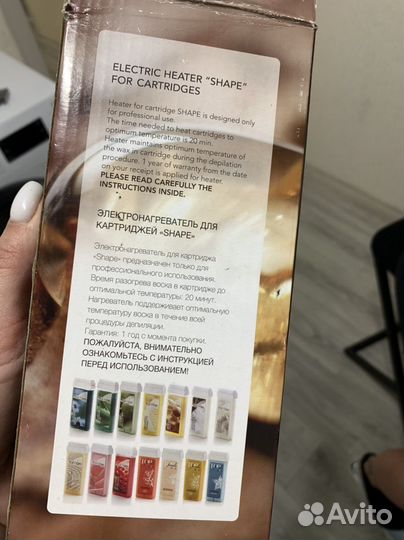 ELECTRIC HEATER "SHAPE"
FOR CARTRIDGES
Heater for cartridge SHAPE is designed only
for professional use.
The time needed to heat cartridges to
optimum temperature is 20 min.
Heater maintains optimum temperature of
the wax in cartridge during the depilation
procedure. 1 year of warranty from the date
on your receipt is applied for heater.
PLEASE READ CAREFULLY THE
INSTRUCTIONS INSIDE.
ЭЛЕКТРОНАГРЕВАТЕЛЬ ДЛЯ
КАРТРИДЖЕЙ «SHAPE»
Электронагреватель для картриджа
«Shape» предназначен только для
профессионального использования.
Время разогрева воска в картридже до
оптимальной температуры: 20 минут.
Нагреватель поддерживает оптимальную
температуру воска в течение всей
процедуры депиляции.
Гарантия: 1 год с момента покупки.
ПОЖАЛУЙСТА, ВНИМАТЕЛЬНО
ОЗНАКОМЬТЕСЬ С ИНСТРУКЦИЕЙ
ПЕРЕД ИСПОЛЬЗОВАНИЕМ!
Avito